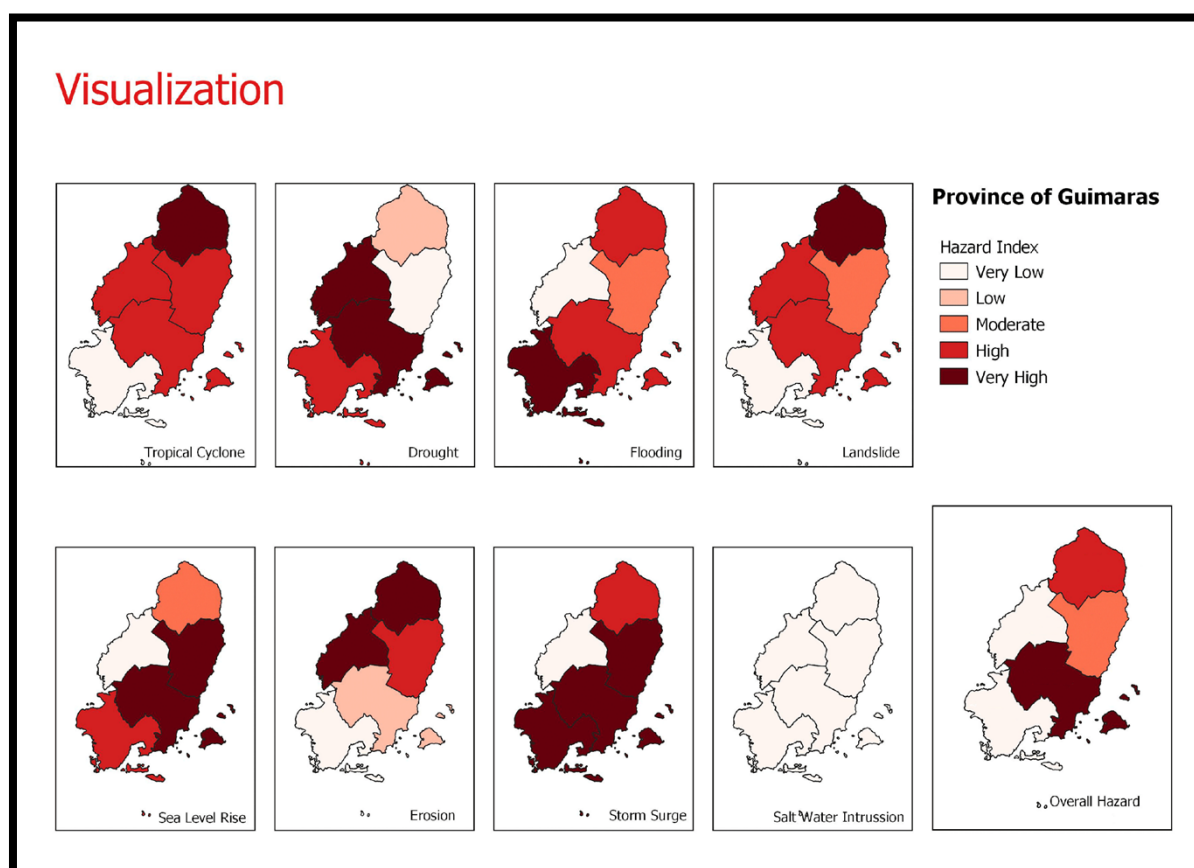 Visualization
Tropical Cyclone
Drought
Flooding
Landslide
Province of Guimaras
Hazard Index
Very Low
Low
Moderate
High
Very High
Sea Level Rise
Erosion
Storm Surge
Salt Water Intrussion
Overall Hazard